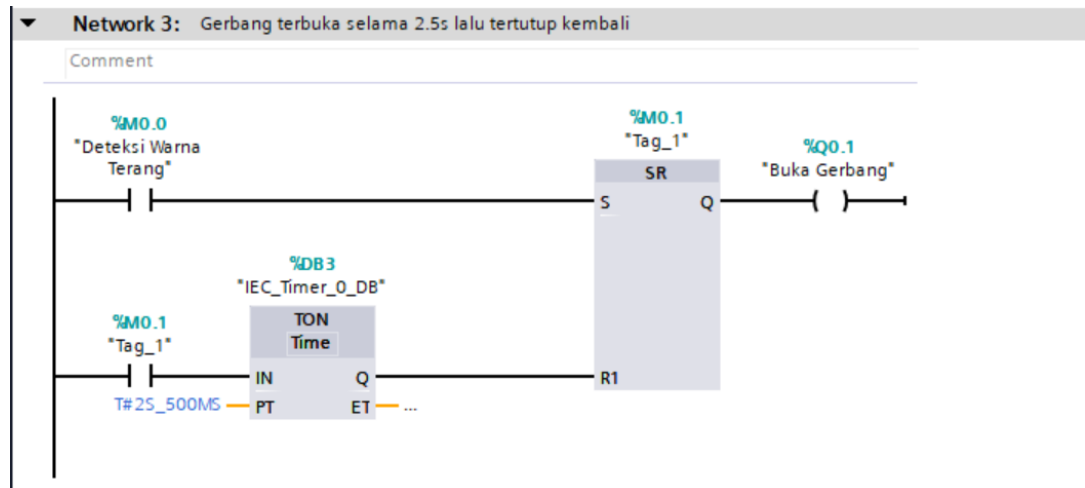 Network 3: Gerbang terbuka selama 2.5s lalu tertutup kembali
Comment
%M0.0
"Deteksi Warna
Terang"
%M0.1
"Tag_1"
SR
S
Q
R1
%Q0.1
"Buka Gerbang"
%DB3
"IEC_Timer_0_DB"
TON
Time
IN
Q
PT
ET
...
%M0.1
"Tag_1"
T#2S_500MS